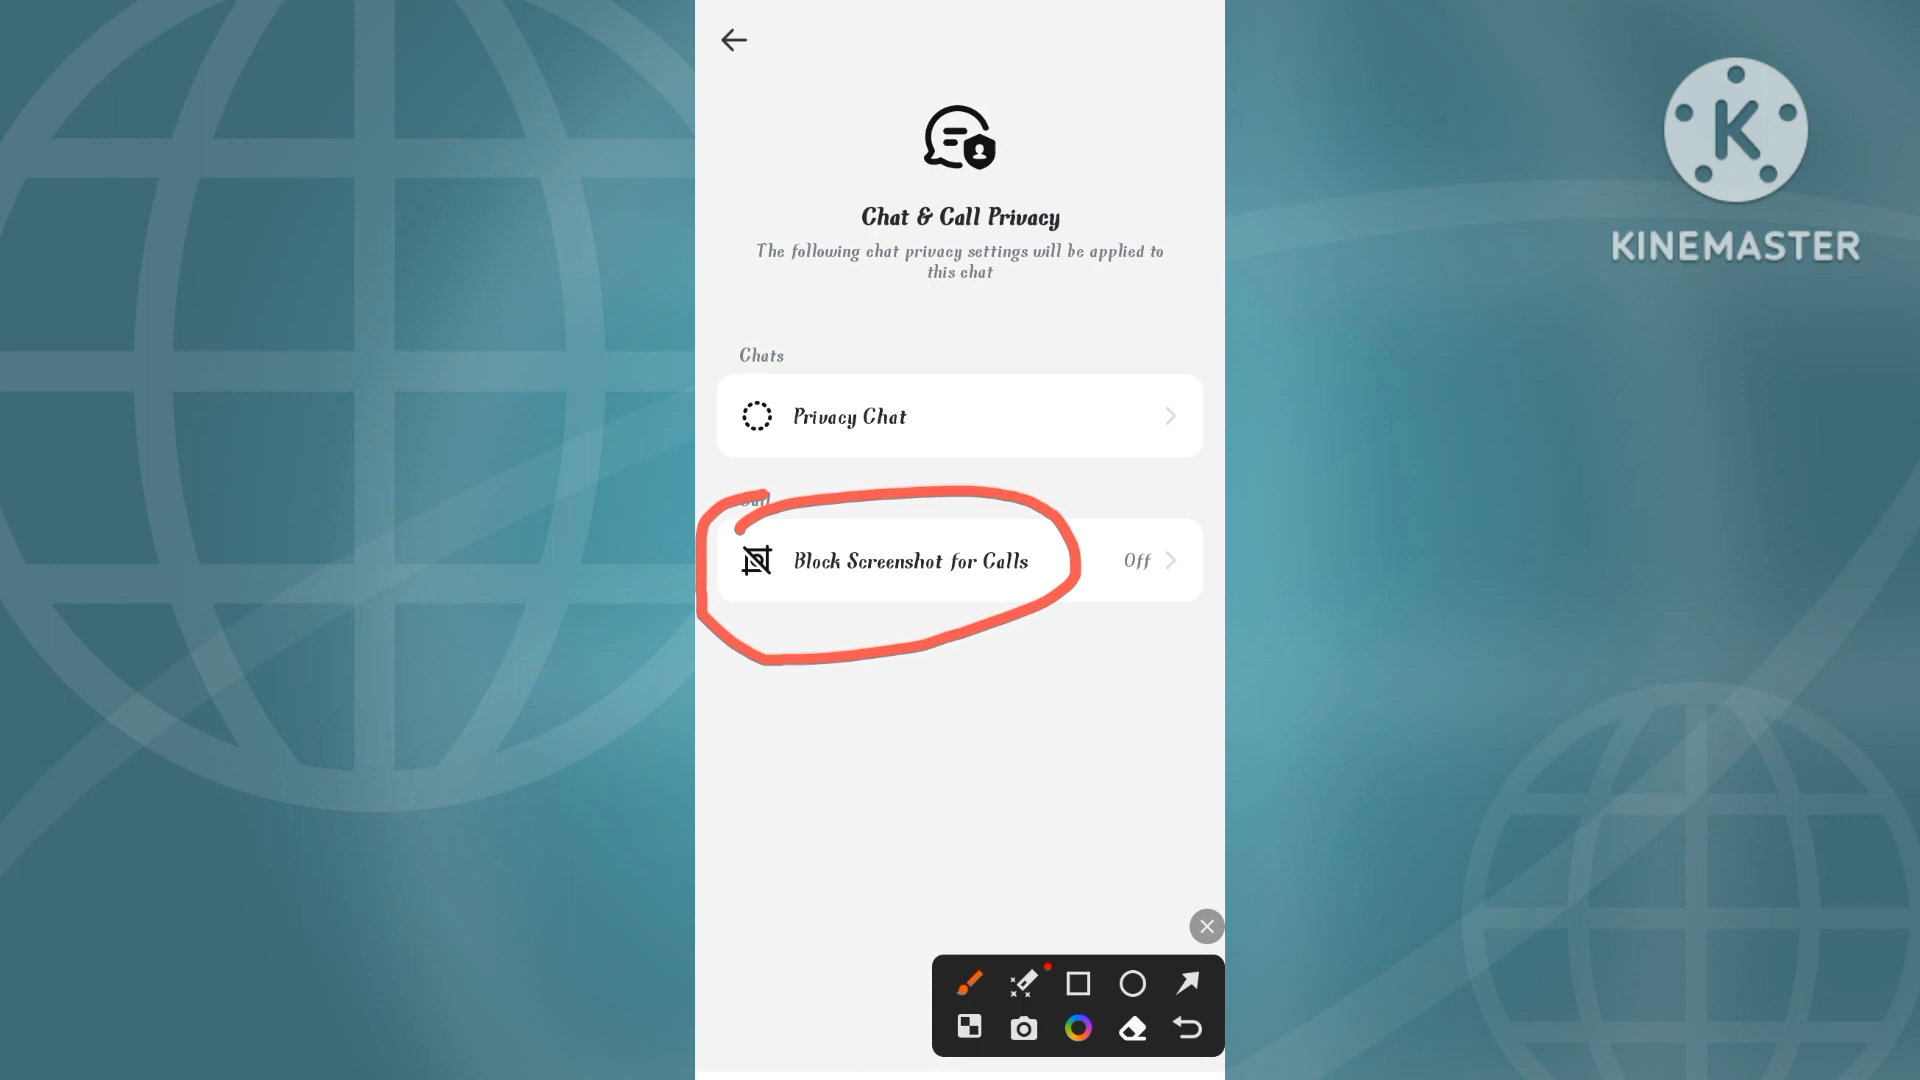 KINEMASTER
Chat & Call Privacy
The following chat privacy settings will be applied to
this chat
Chats
Privacy Chat
Call
Block Screenshot for Calls
Off